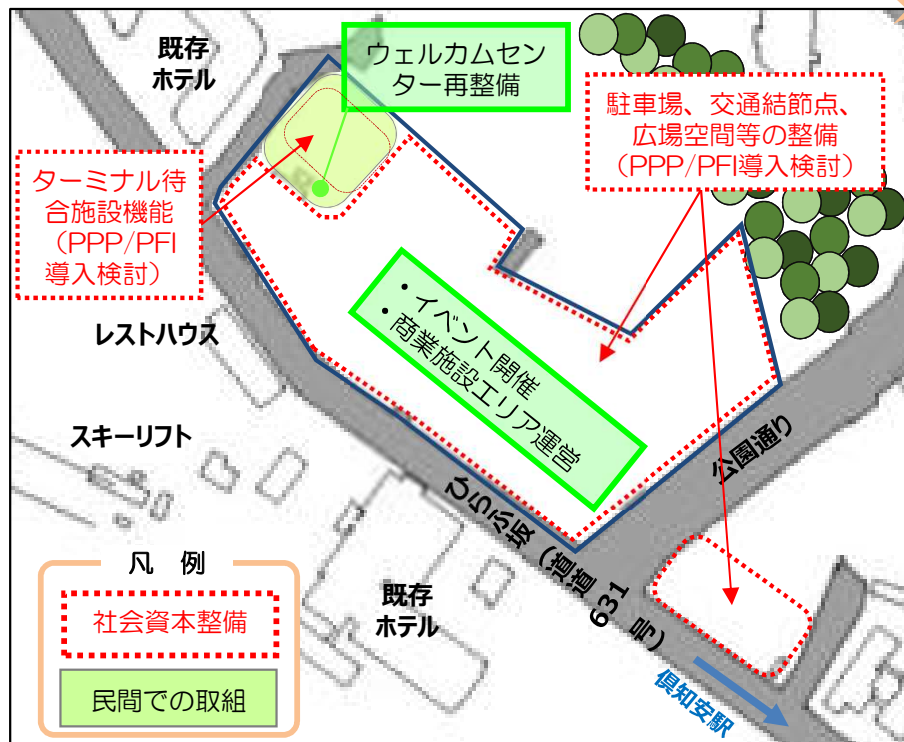 既存
ホテル
ウェルカムセン
ター再整備
駐車場、交通結節点、
広場空間等の整備
（PPP/PFI導入検討）
ターミナル待
合施設機能
（PPP/PFI
導入検討）
レストハウス
・イベント開催
・商業施設エリア運営
スキーリフト
公園通り
ひらふ坂（道道631号）
凡 例
社会資本整備
民間での取組
既存
ホテル
倶知安駅